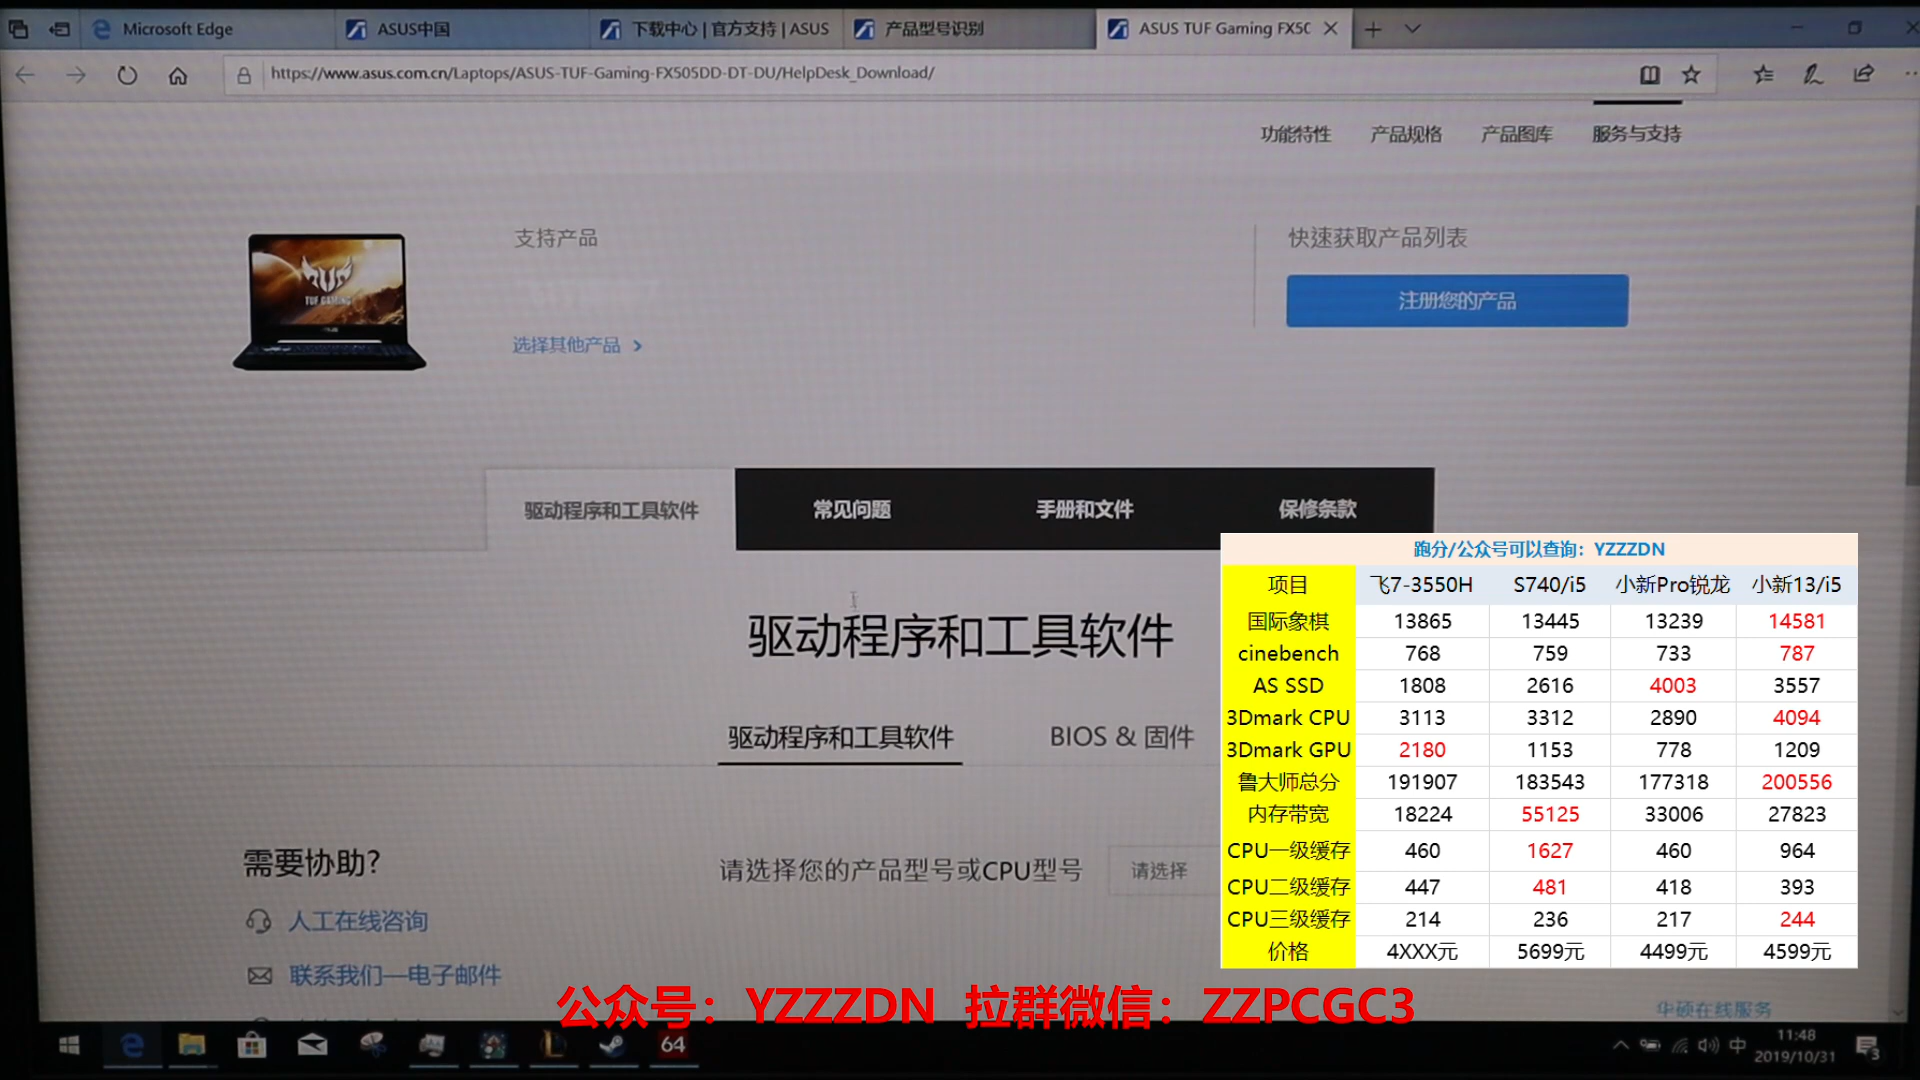 Microsoft Edge
ASUS中国
下载中心 | 官方支持 | ASUS
产品型号识别
ASUS TUF Gaming FX50
https://www.asus.com.cn/Laptops/ASUS-TUF-Gaming-FX505DD-DT-DU/HelpDesk_Download/
功能特性 产品规格 产品图库 服务与支持
TUF GAMING
支持产品
选择其他产品
快速获取产品列表
注册您的产品
驱动程序和工具软件 常见问题 手册和文件 保修条款
驱动程序和工具软件
驱动程序和工具软件 BIOS & 固件
需要协助?
请选择您的产品型号或CPU型号 请选择
人工在线咨询
联系我们—电子邮件
跑分/公众号可以查询：YZZZDN
项目 飞7-3550H S740/i5 小新Pro锐龙 小新13/i5
国际象棋 13865 13445 13239 14581
cinebench 768 759 733 787
AS SSD 1808 2616 4003 3557
3Dmark CPU 3113 3312 2890 4094
3Dmark GPU 2180 1153 778 1209
鲁大师总分 191907 183543 177318 200556
内存带宽 18224 55125 33006 27823
CPU一级缓存 460 1627 460 964
CPU二级缓存 447 481 418 393
CPU三级缓存 214 236 217 244
价格 4XXX元 5699元 4499元 4599元
公众号：YZZZDN 拉群微信：ZZPCGC3
华硕在线服务
64
中
11:48
2019/10/31
3